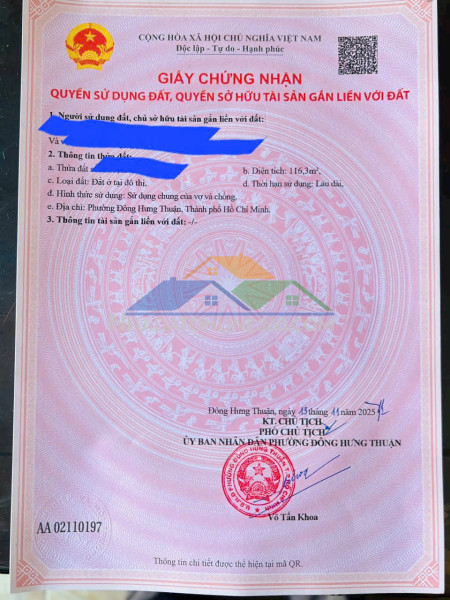 CỘNG HÒA XÃ HỘI CHỦ NGHĨA VIỆT NAM
Độc lập - Tự do - Hạnh phúc
GIẤY CHỨNG NHẬN
QUYỀN SỬ DỤNG ĐẤT, QUYỀN SỞ HỮU TÀI SẢN GẮN LIỀN VỚI ĐẤT
1. Người sử dụng đất, chủ sở hữu tài sản gắn liền với đất:
Và
2. Thông tin thửa đất:
a. Thửa đất
b. Diện tích: 116,3m²,
c. Loại đất: Đất ở tại đô thị.
d. Thời hạn sử dụng: Lâu dài.
đ. Hình thức sử dụng: Sử dụng chung của vợ và chồng.
e. Địa chỉ: Phường Đông Hưng Thuận, Thành phố Hồ Chí Minh.
3. Thông tin tài sản gắn liền với đất: -/-
Đông Hưng Thuận, ngày 13 tháng 11 năm 2025
KT. CHỦ TỊCH
PHÓ CHỦ TỊCH
ỦY BAN NHÂN DÂN PHƯỜNG ĐÔNG HƯNG THUẬN
Võ Tấn Khoa
AA 02110197
Thông tin chi tiết được thể hiện tại mã QR.